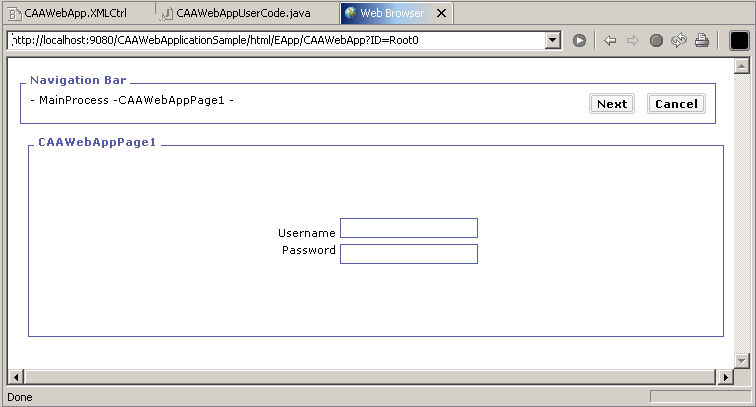 CAAWebApp.XMLCtrl CAAWebAppUserCode.java Web Browser
http://localhost:9080/CAAWebApplicationSample/html/EApp/CAAWebApp?ID=Root0
Navigation Bar
- MainProcess -CAAWebAppPage1 - Next Cancel
CAAWebAppPage1
Username
Password
Done